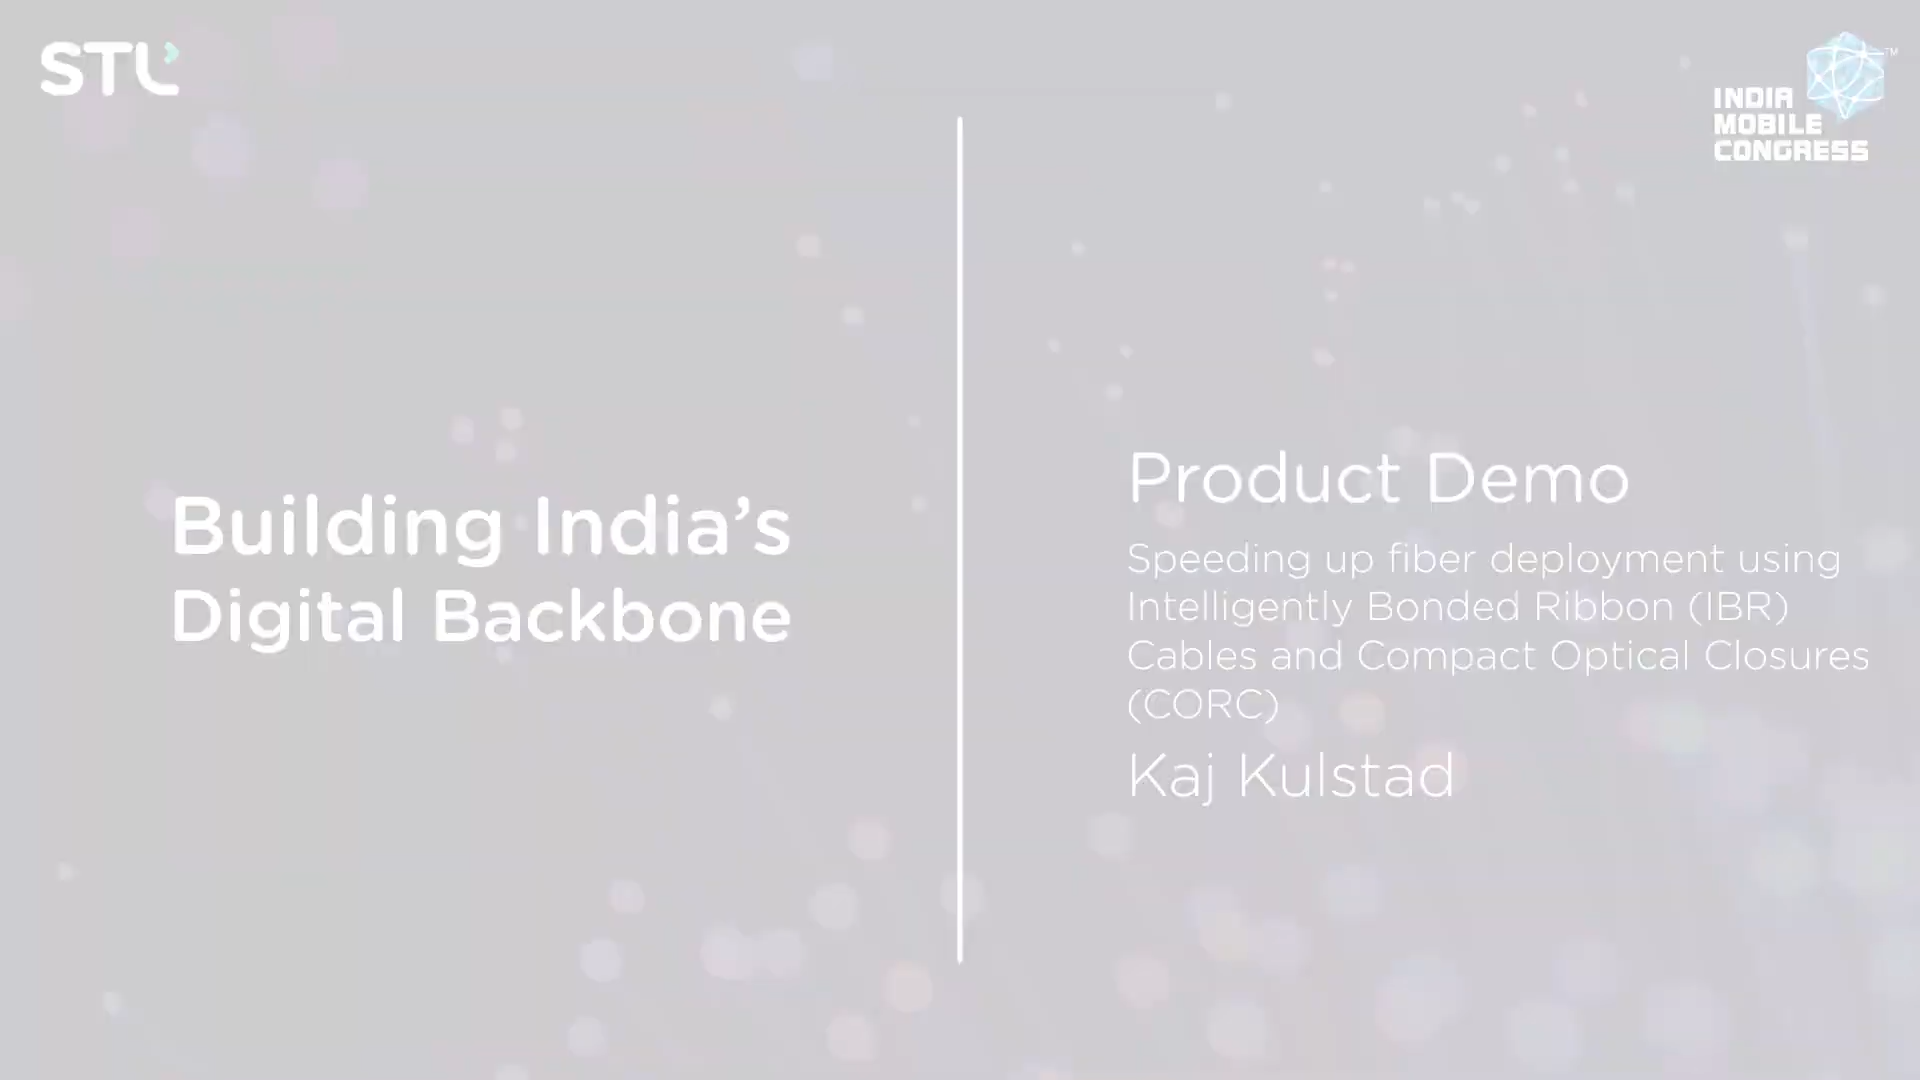 STL
INDIA
MOBILE
CONGRESS
TM
Building India's
Digital Backbone
Product Demo
Speeding up fiber deployment using
Intelligently Bonded Ribbon (IBR)
Cables and Compact Optical Closures
(CORC)
Kaj Kulstad